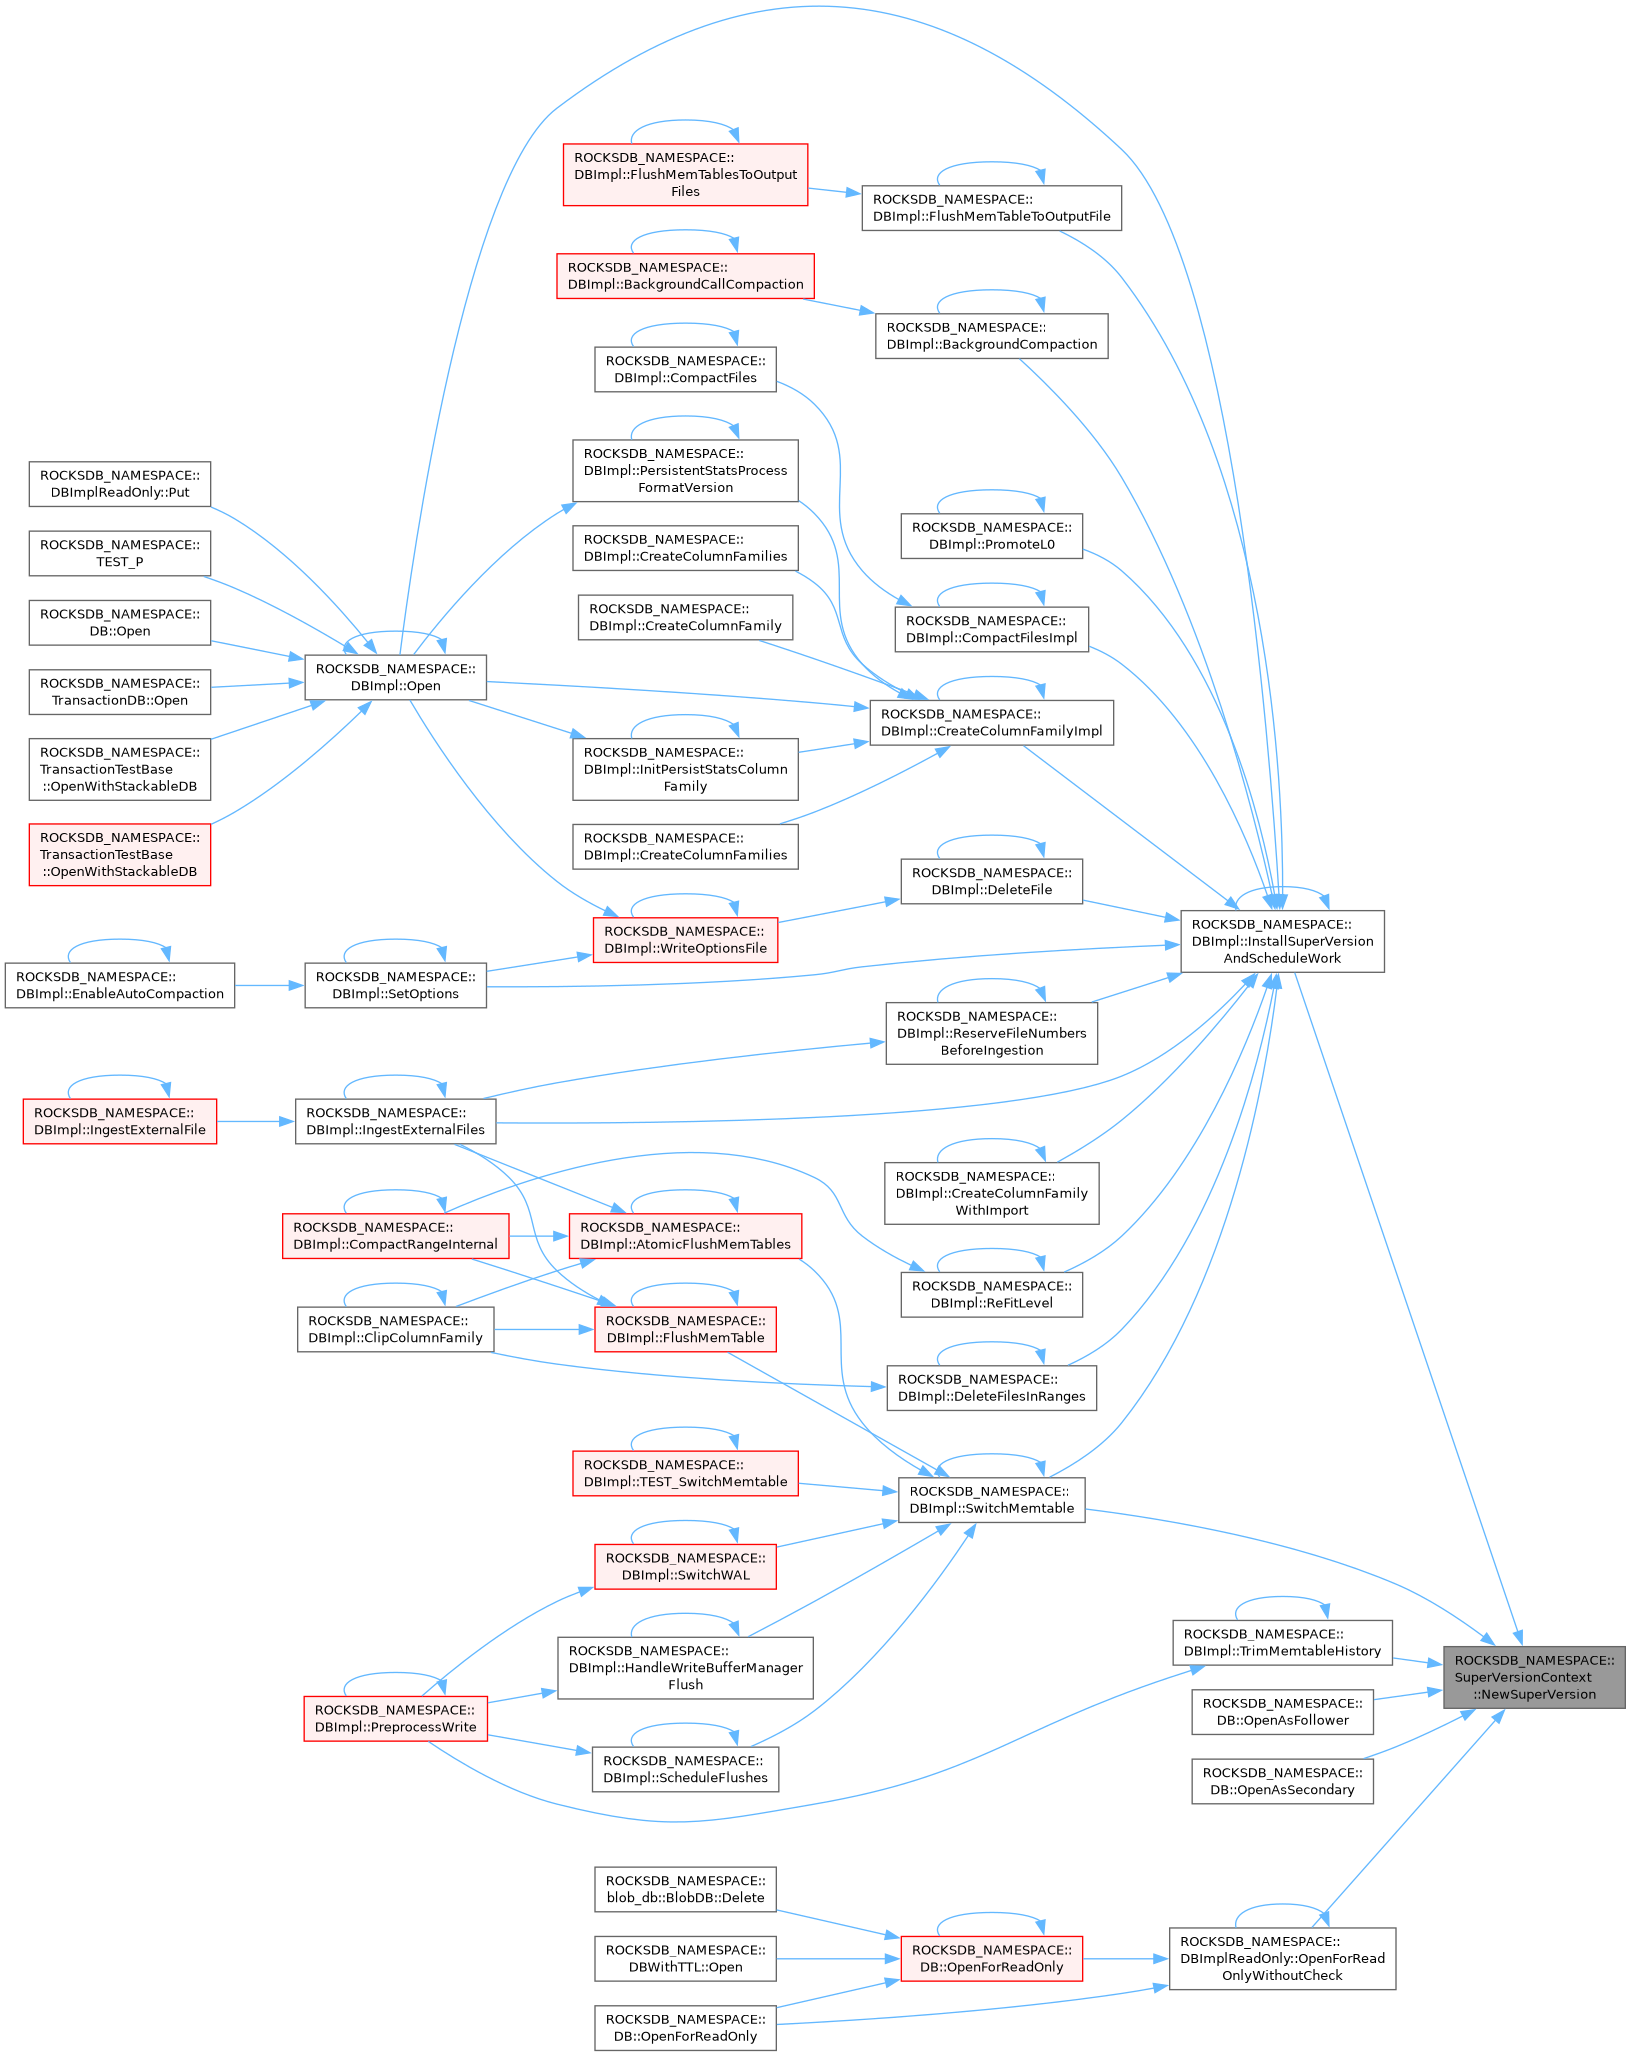 ROCKSDB_NAMESPACE::
DBImpl::FlushMemTablesToOutput
Files
ROCKSDB_NAMESPACE::
DBImpl::FlushMemTableToOutputFile
ROCKSDB_NAMESPACE::
DBImpl::BackgroundCallCompaction
ROCKSDB_NAMESPACE::
DBImpl::BackgroundCompaction
ROCKSDB_NAMESPACE::
DBImpl::CompactFiles
ROCKSDB_NAMESPACE::
DBImpl::PersistentStatsProcess
FormatVersion
ROCKSDB_NAMESPACE::
DBImplReadOnly::Put
ROCKSDB_NAMESPACE::
DBImpl::PromoteL0
ROCKSDB_NAMESPACE::
TEST_P
ROCKSDB_NAMESPACE::
DBImpl::CreateColumnFamilies
ROCKSDB_NAMESPACE::
DB::Open
ROCKSDB_NAMESPACE::
DBImpl::CreateColumnFamily
ROCKSDB_NAMESPACE::
DBImpl::CompactFilesImpl
ROCKSDB_NAMESPACE::
DBImpl::Open
ROCKSDB_NAMESPACE::
TransactionDB::Open
ROCKSDB_NAMESPACE::
DBImpl::CreateColumnFamilyImpl
ROCKSDB_NAMESPACE::
TransactionTestBase
::OpenWithStackableDB
ROCKSDB_NAMESPACE::
DBImpl::InitPersistStatsColumn
Family
ROCKSDB_NAMESPACE::
TransactionTestBase
::OpenWithStackableDB
ROCKSDB_NAMESPACE::
DBImpl::CreateColumnFamilies
ROCKSDB_NAMESPACE::
DBImpl::DeleteFile
ROCKSDB_NAMESPACE::
DBImpl::WriteOptionsFile
ROCKSDB_NAMESPACE::
DBImpl::InstallSuperVersion
AndScheduleWork
ROCKSDB_NAMESPACE::
DBImpl::EnableAutoCompaction
ROCKSDB_NAMESPACE::
DBImpl::SetOptions
ROCKSDB_NAMESPACE::
DBImpl::ReserveFileNumbers
BeforeIngestion
ROCKSDB_NAMESPACE::
DBImpl::IngestExternalFile
ROCKSDB_NAMESPACE::
DBImpl::IngestExternalFiles
ROCKSDB_NAMESPACE::
DBImpl::CreateColumnFamily
WithImport
ROCKSDB_NAMESPACE::
DBImpl::CompactRangeInternal
ROCKSDB_NAMESPACE::
DBImpl::AtomicFlushMemTables
ROCKSDB_NAMESPACE::
DBImpl::ReFitLevel
ROCKSDB_NAMESPACE::
DBImpl::ClipColumnFamily
ROCKSDB_NAMESPACE::
DBImpl::FlushMemTable
ROCKSDB_NAMESPACE::
DBImpl::DeleteFilesInRanges
ROCKSDB_NAMESPACE::
DBImpl::TEST_SwitchMemtable
ROCKSDB_NAMESPACE::
DBImpl::SwitchMemtable
ROCKSDB_NAMESPACE::
DBImpl::SwitchWAL
ROCKSDB_NAMESPACE::
DBImpl::TrimMemtableHistory
ROCKSDB_NAMESPACE::
DBImpl::HandleWriteBufferManager
Flush
ROCKSDB_NAMESPACE::
SuperVersionContext
::NewSuperVersion
ROCKSDB_NAMESPACE::
DBImpl::PreprocessWrite
ROCKSDB_NAMESPACE::
DB::OpenAsFollower
ROCKSDB_NAMESPACE::
DBImpl::ScheduleFlushes
ROCKSDB_NAMESPACE::
DB::OpenAsSecondary
ROCKSDB_NAMESPACE::
blob_db::BlobDB::Delete
ROCKSDB_NAMESPACE::
DBWithTTL::Open
ROCKSDB_NAMESPACE::
DB::OpenForReadOnly
ROCKSDB_NAMESPACE::
DBImplReadOnly::OpenForRead
OnlyWithoutCheck
ROCKSDB_NAMESPACE::
DB::OpenForReadOnly